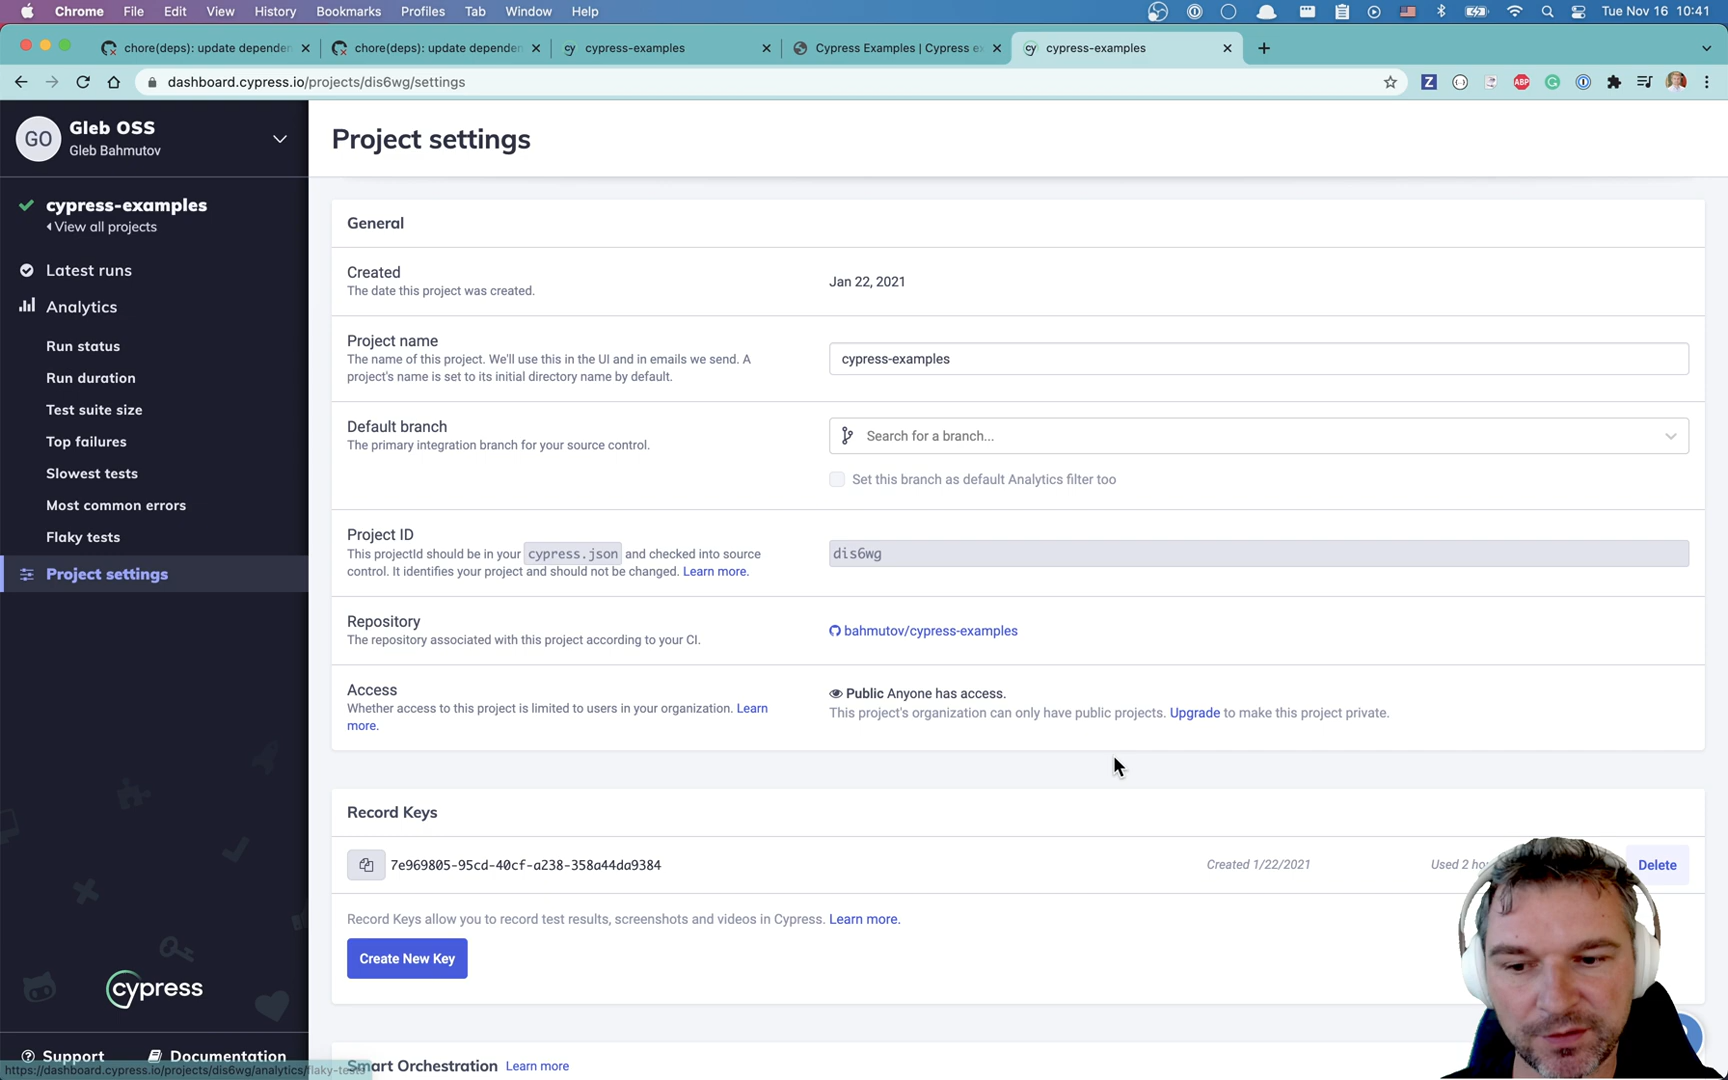 Chrome File Edit View History Bookmarks Profiles Tab Window Help Tue Nov 16 10:41
chore(deps): update depender chore(deps): update depender cypress-examples Cypress Examples | Cypress ex cypress-examples
dashboard.cypress.io/projects/dis6wg/settings
GO
Gleb OSS
Gleb Bahmutov
cypress-examples
View all projects
Latest runs
Analytics
Run status
Run duration
Test suite size
Top failures
Slowest tests
Most common errors
Flaky tests
Project settings
cypress
Support Documentation
https://dashboard.cypress.io/projects/dis6wg/analytics/flaky-tests
Project settings
General
Created
The date this project was created.
Jan 22, 2021
Project name
The name of this project. We'll use this in the UI and in emails we send. A
project's name is set to its initial directory name by default.
cypress-examples
Default branch
The primary integration branch for your source control.
Search for a branch...
Set this branch as default Analytics filter too
Project ID
This projectId should be in your cypress.json and checked into source
control. It identifies your project and should not be changed. Learn more.
dis6wg
Repository
The repository associated with this project according to your CI.
bahmutov/cypress-examples
Access
Whether access to this project is limited to users in your organization. Learn
more.
Public Anyone has access.
This project's organization can only have public projects. Upgrade to make this project private.
Record Keys
7e969805-95cd-40cf-a238-358a44da9384 Created 1/22/2021 Used 2 Delete
Record Keys allow you to record test results, screenshots and videos in Cypress. Learn more.
Create New Key
Smart Orchestration Learn more